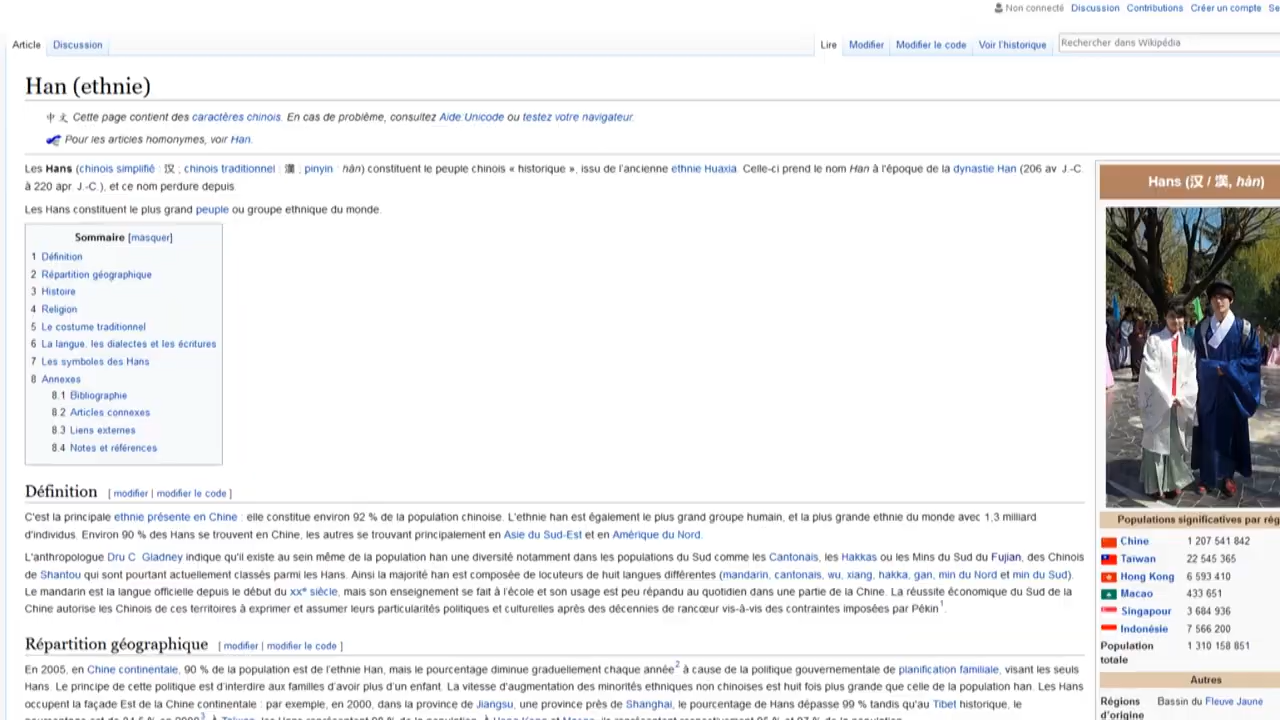 Non connecté Discussion Contributions Créer un compte Se
Article Discussion Lire Modifier Modifier le code Voir l'historique Rechercher dans Wikipédia
Han (ethnie)
中文 Cette page contient des caractères chinois. En cas de problème, consultez Aide:Unicode ou testez votre navigateur.
Pour les articles homonymes, voir Han.
Les Hans (chinois simplifié : 汉 ; chinois traditionnel : 漢 ; pinyin : hàn) constituent le peuple chinois « historique », issu de l'ancienne ethnie Huaxia. Celle-ci prend le nom Han à l'époque de la dynastie Han (206 av. J.-C.
à 220 apr. J.-C.), et ce nom perdure depuis.
Les Hans constituent le plus grand peuple ou groupe ethnique du monde.
Sommaire [masquer]
1 Définition
2 Répartition géographique
3 Histoire
4 Religion
5 Le costume traditionnel
6 La langue, les dialectes et les écritures
7 Les symboles des Hans
8 Annexes
8.1 Bibliographie
8.2 Articles connexes
8.3 Liens externes
8.4 Notes et références
Définition [ modifier | modifier le code ]
C'est la principale ethnie présente en Chine : elle constitue environ 92 % de la population chinoise. L'ethnie han est également le plus grand groupe humain, et la plus grande ethnie du monde avec 1,3 milliard
d'individus. Environ 90 % des Hans se trouvent en Chine, les autres se trouvant principalement en Asie du Sud-Est et en Amérique du Nord.
L'anthropologue Dru C. Gladney indique qu'il existe au sein même de la population han une diversité notamment dans les populations du Sud comme les Cantonais, les Hakkas ou les Mins du Sud du Fujian, des Chinois
de Shantou qui sont pourtant actuellement classés parmi les Hans. Ainsi la majorité han est composée de locuteurs de huit langues différentes (mandarin, cantonais, wu, xiang, hakka, gan, min du Nord et min du Sud).
Le mandarin est la langue officielle depuis le début du xxe siècle, mais son enseignement se fait à l'école et son usage est peu répandu au quotidien dans une partie de la Chine. La réussite économique du Sud de la
Chine autorise les Chinois de ces territoires à exprimer et assumer leurs particularités politiques et culturelles après des décennies de rancœur vis-à-vis des contraintes imposées par Pékin1.
Répartition géographique [ modifier | modifier le code ]
En 2005, en Chine continentale, 90 % de la population est de l'ethnie Han, mais le pourcentage diminue graduellement chaque année2 à cause de la politique gouvernementale de planification familiale, visant les seuls
Hans. Le principe de cette politique est d'interdire aux familles d'avoir plus d'un enfant. La vitesse d'augmentation des minorités ethniques non chinoises est huit fois plus grande que celle de la population han. Les Hans
occupent la façade Est de la Chine continentale : par exemple, en 2000, dans la province de Jiangsu, une province près de Shanghai, le pourcentage de Hans dépasse 99 % tandis qu'au Tibet historique, le
Hans (汉 / 漢, hàn)
Populations significatives par rég
Chine 1 207 541 842
Taïwan 22 545 365
Hong Kong 6 593 410
Macao 433 651
Singapour 3 684 936
Indonésie 7 566 200
Population 1 310 158 851
totale
Autres
Régions Bassin du Fleuve Jaune
d'origine